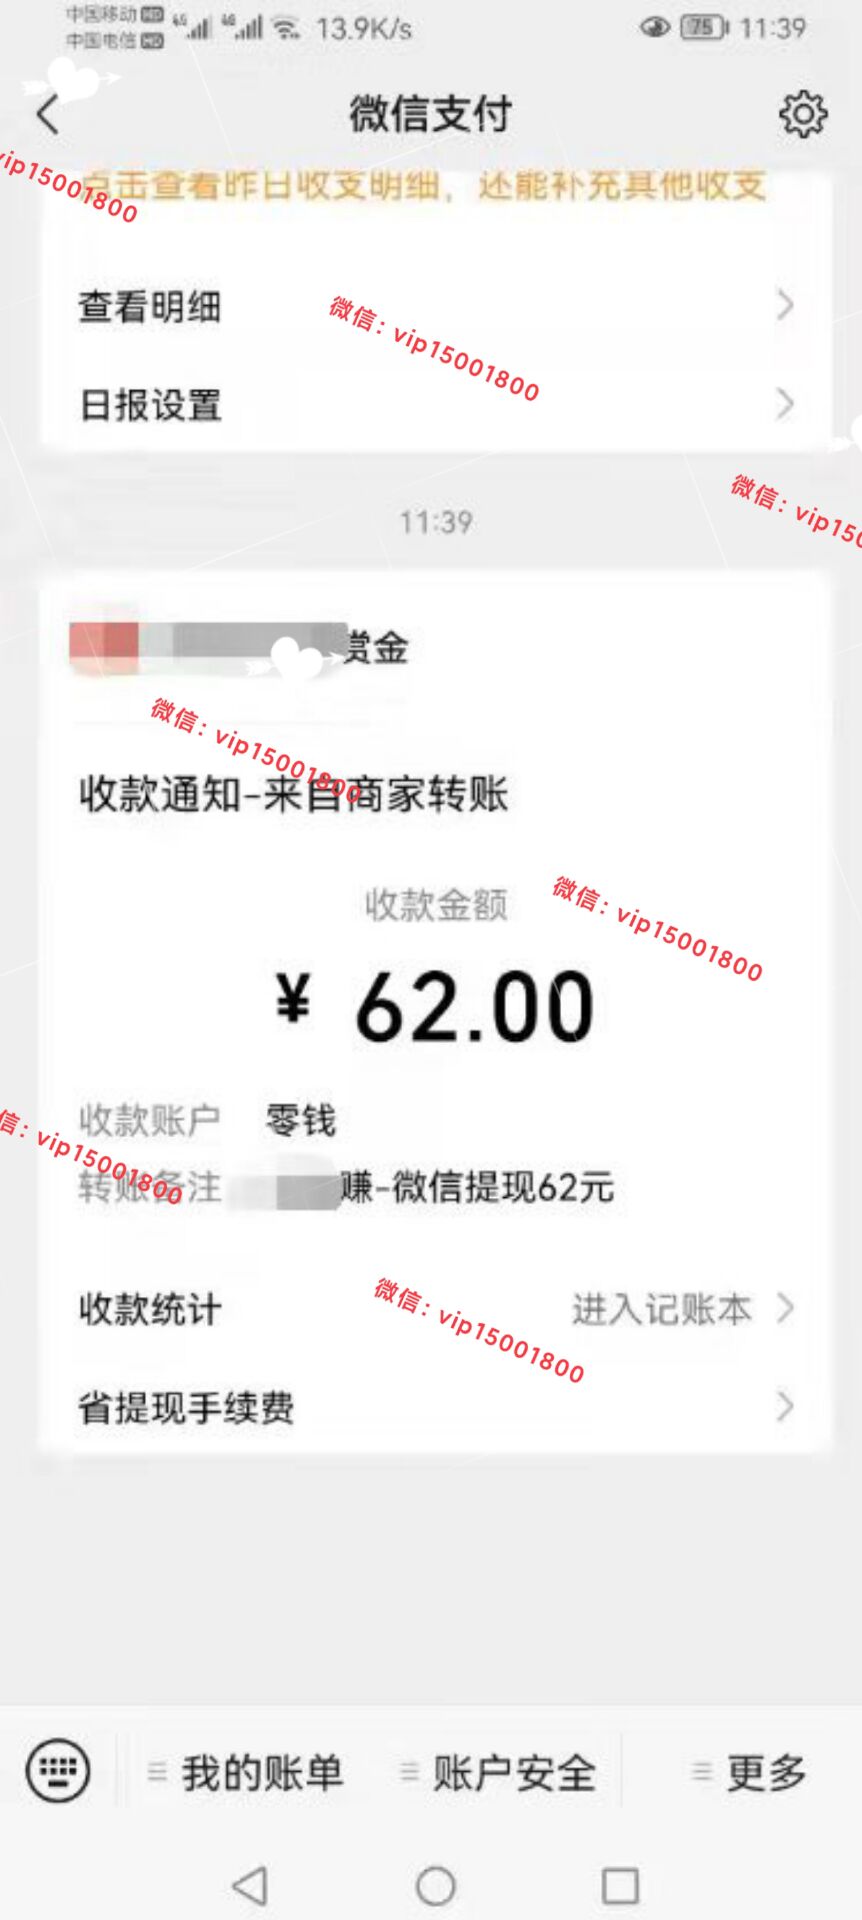 中国移动 HD 4G 4G 13.9K/s 75 11:39
中国电信 HD
微信支付
vip15001800
点击查看昨日收支明细，还能补充其他收支
查看明细
微信：vip15001800
日报设置
微信：vip150
11:39
赏金
微信：vip15001800
收款通知-来自商家转账
收款金额
微信：vip15001800
¥ 62.00
收款账户 零钱
信：vip15001800
转账备注 赚-微信提现62元
微信：vip15001800
收款统计 进入记账本
省提现手续费
我的账单 账户安全 更多